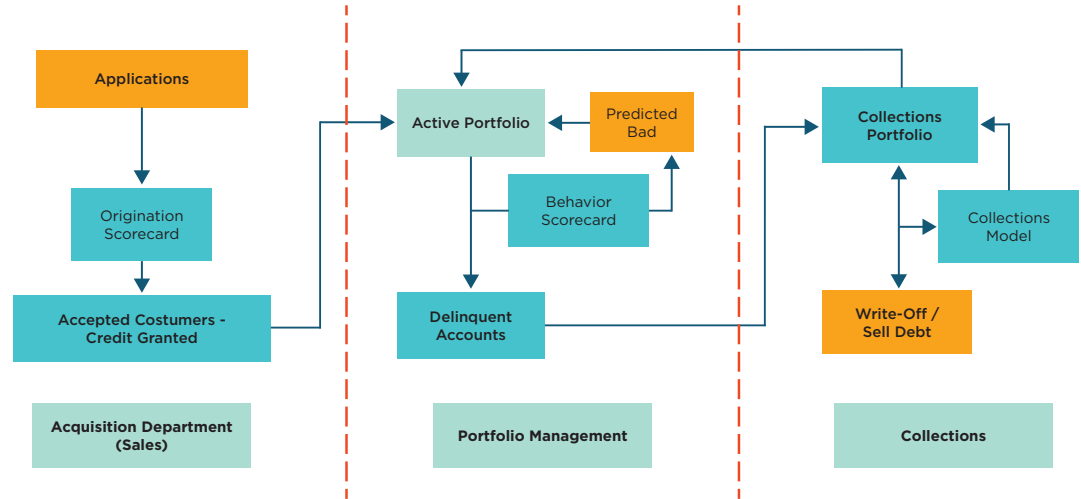 Applications
Origination
Scorecard
Accepted Costumers -
Credit Granted
Acquisition Department
(Sales)
Active Portfolio
Predicted
Bad
Behavior
Scorecard
Delinquent
Accounts
Portfolio Management
Collections
Portfolio
Collections
Model
Write-Off /
Sell Debt
Collections